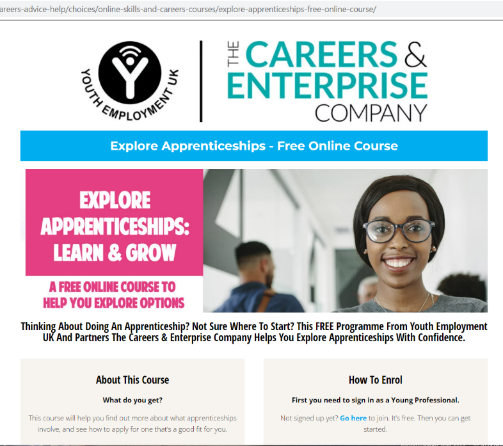 areers-advice-help/choices/online-skills-and-careers-courses/explore-apprenticeships-free-online-course/
YOUTH EMPLOYMENT UK
THE CAREERS &
ENTERPRISE
COMPANY
Explore Apprenticeships - Free Online Course
EXPLORE
APPRENTICESHIPS:
LEARN & GROW
A FREE ONLINE COURSE TO
HELP YOU EXPLORE OPTIONS
Thinking About Doing An Apprenticeship? Not Sure Where To Start? This FREE Programme From Youth Employment
UK And Partners The Careers & Enterprise Company Helps You Explore Apprenticeships With Confidence.
About This Course
What do you get?
This course will help you find out more about what apprenticeships
involve, and see how to apply for one that's a good fit for you.
How To Enrol
First you need to sign in as a Young Professional.
Not signed up yet? Go here to join. It's free. Then you can get
started.